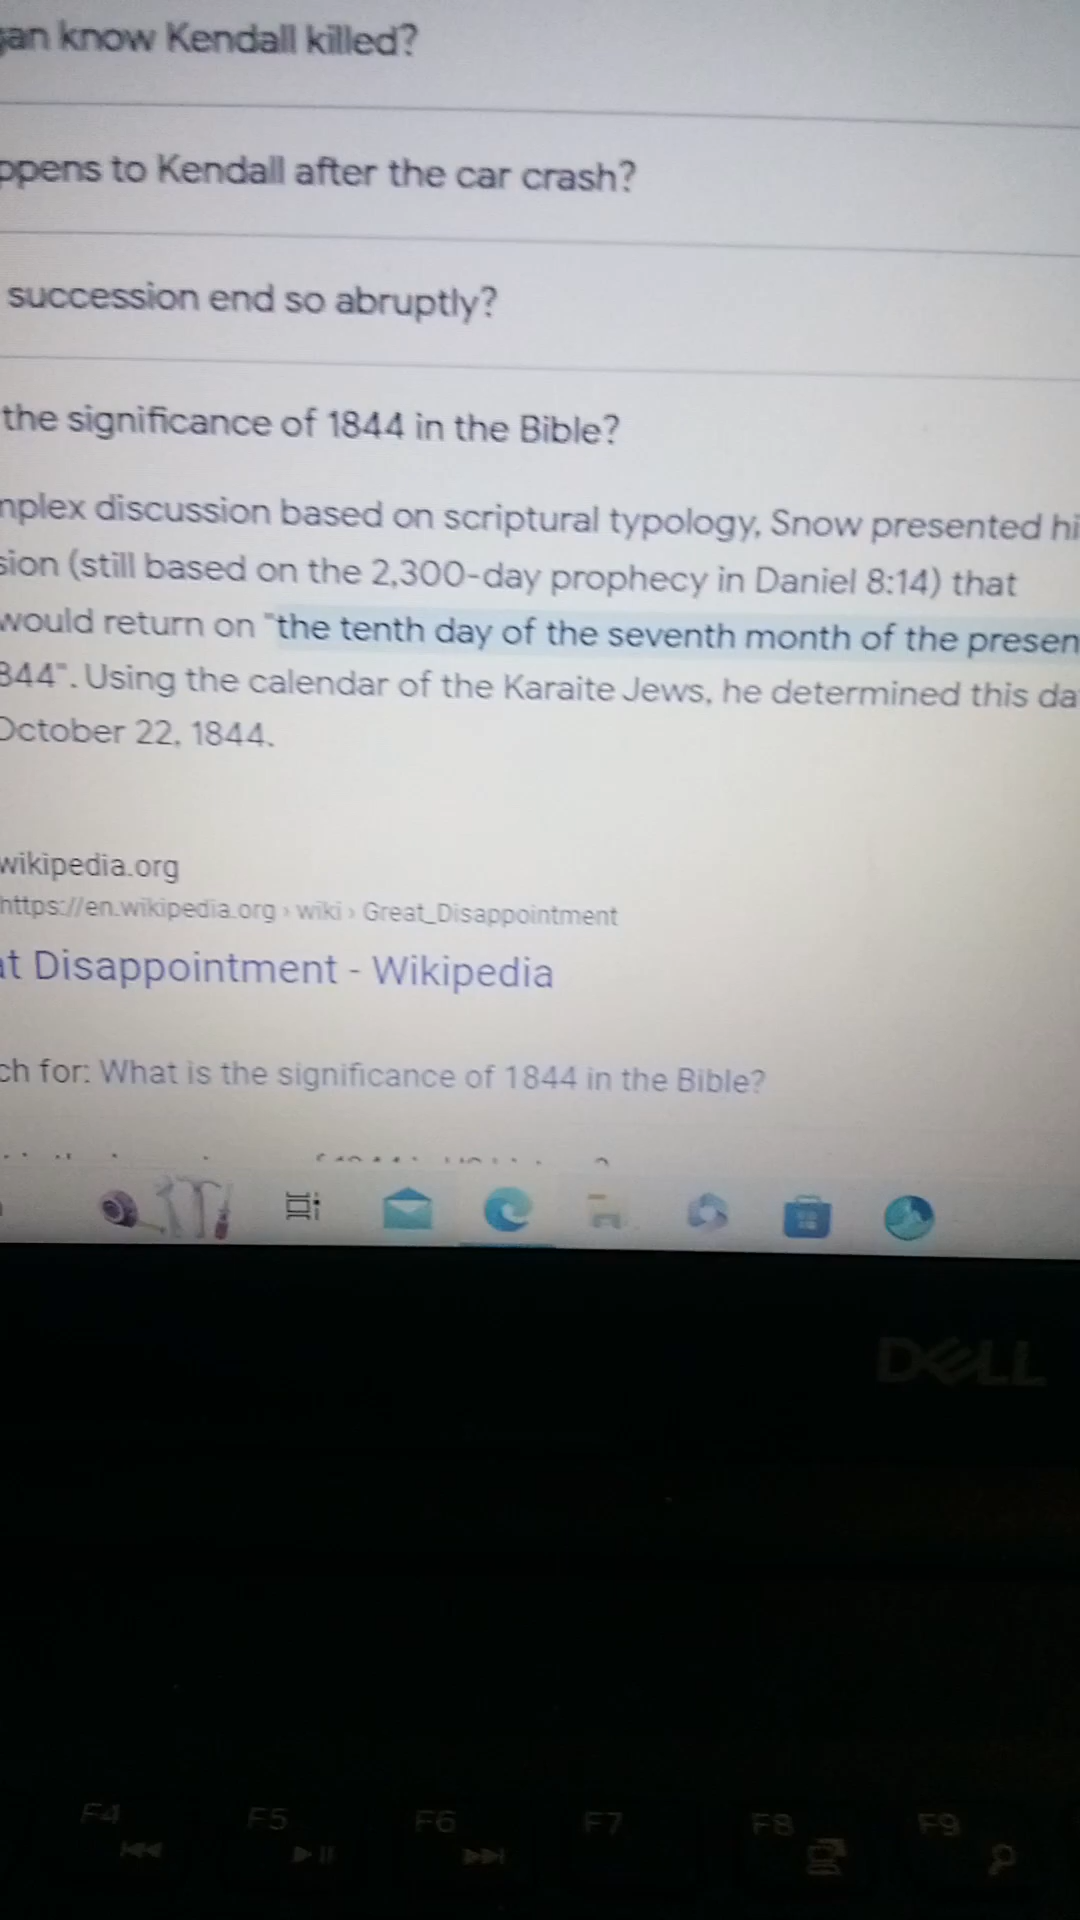 an know Kendall killed?
ppens to Kendall after the car crash?
succession end so abruptly?
the significance of 1844 in the Bible?
mplex discussion based on scriptural typology, Snow presented hi
sion (still based on the 2,300-day prophecy in Daniel 8:14) that
would return on "the tenth day of the seventh month of the presen
844". Using the calendar of the Karaite Jews, he determined this da
October 22, 1844.
wikipedia.org
https://en.wikipedia.org › wiki › Great_Disappointment
at Disappointment - Wikipedia
ch for: What is the significance of 1844 in the Bible?
DELL
F4 F5 F6 F7 F8 F9